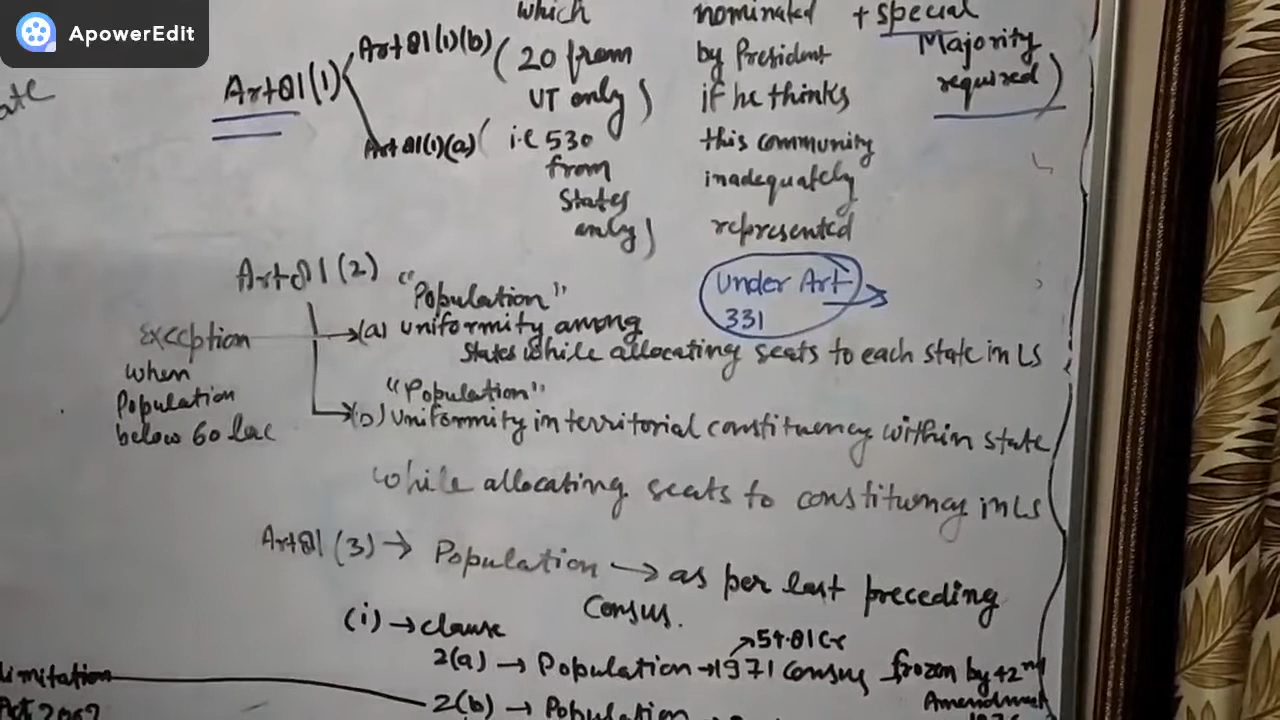 ApowerEdit
which nominated + special
Art 81(1)(b) ( 20 from by President Majority
Art 81(1) UT only ) if he thinks required )
Art 81(1)(a) ( i.e 530 this community
from inadequately
States
only ) represented
Art 81 (2) "Population" Under Art
331
Exception (a) uniformity among
States while allocating seats to each state in LS
when "Population"
Population (b) Uniformity in territorial constituency within state
below 60 lac
while allocating seats to constituency in LS
Art 81 (3) → Population → as per last preceding
Census.
(i) → clause 54.81 Cr
2(a) → Population → 1971 Census frozen by 42nd
Amendment
limitation 2(b) → Population